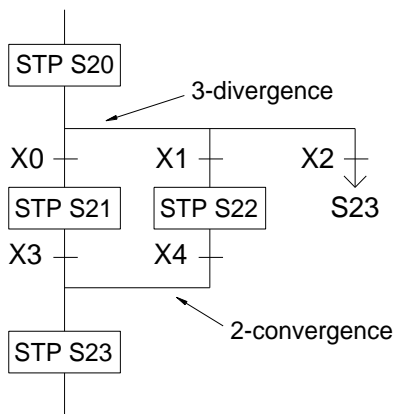 STP S20
3-divergence
X0 X1 X2
STP S21 STP S22 S23
X3 X4
2-convergence
STP S23